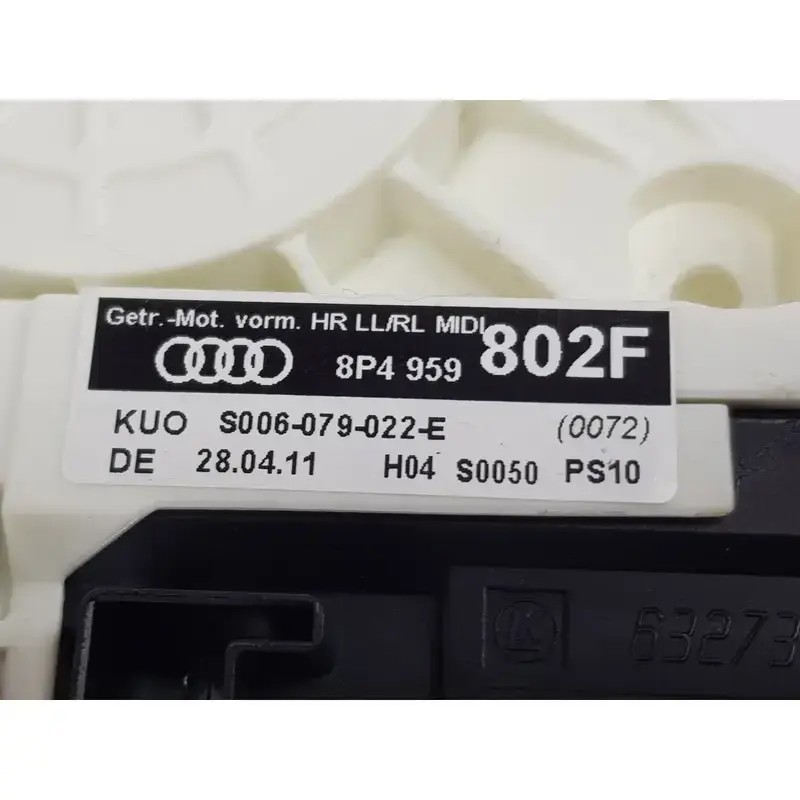 Getr.-Mot. vorm. HR LL/RL MIDI
8P4 959 802F
KUO S006-079-022-E (0072)
DE 28.04.11 H04 S0050 PS10
K 63273